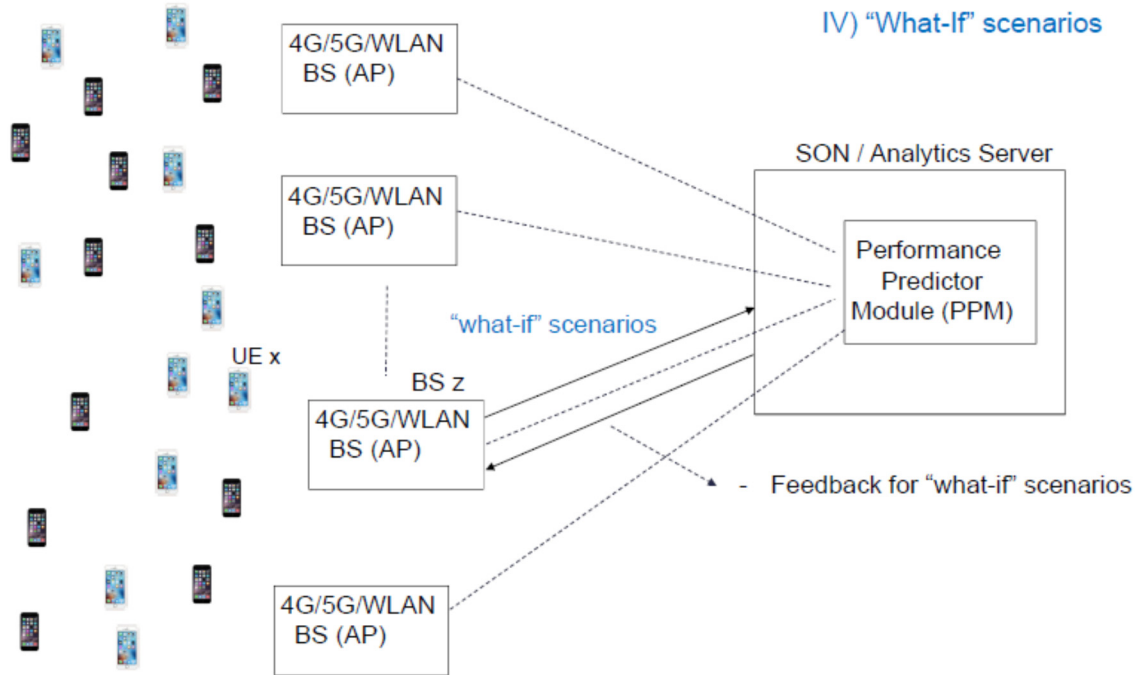 IV) “What-If” scenarios
4G/5G/WLAN
BS (AP)
SON / Analytics Server
4G/5G/WLAN
BS (AP)
Performance
Predictor
Module (PPM)
“what-if” scenarios
UE x
BS z
4G/5G/WLAN
BS (AP)
- Feedback for “what-if” scenarios
4G/5G/WLAN
BS (AP)